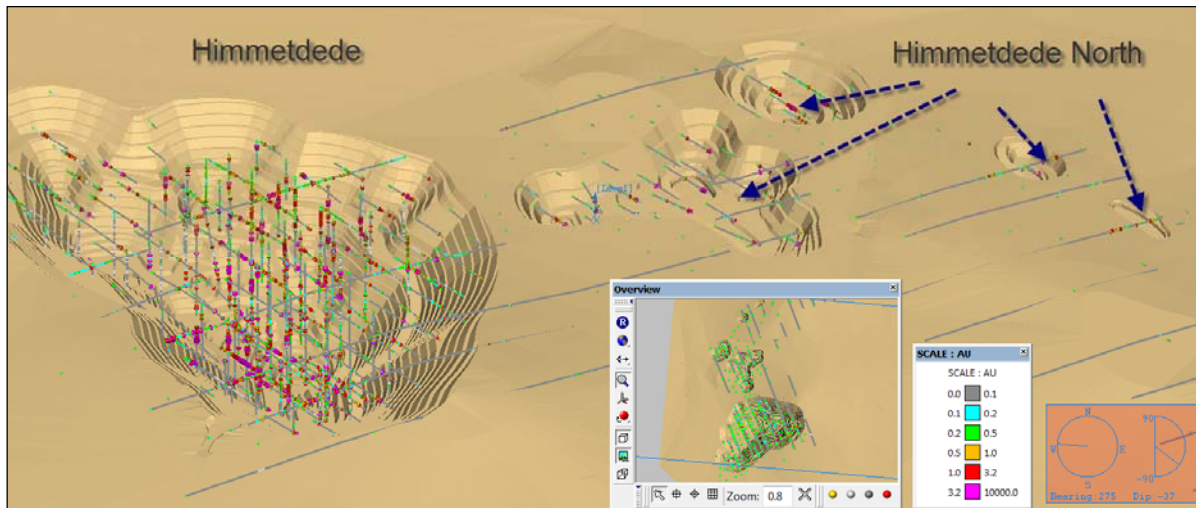 Himmetdede
Himmetdede North
Overview
R
Zoom: 0.8
SCALE : AU
SCALE : AU
0.0 0.1
0.1 0.2
0.2 0.5
0.5 1.0
1.0 3.2
3.2 10000.0
N
W E
S
90
-90
Bearing:275 Dip:-37